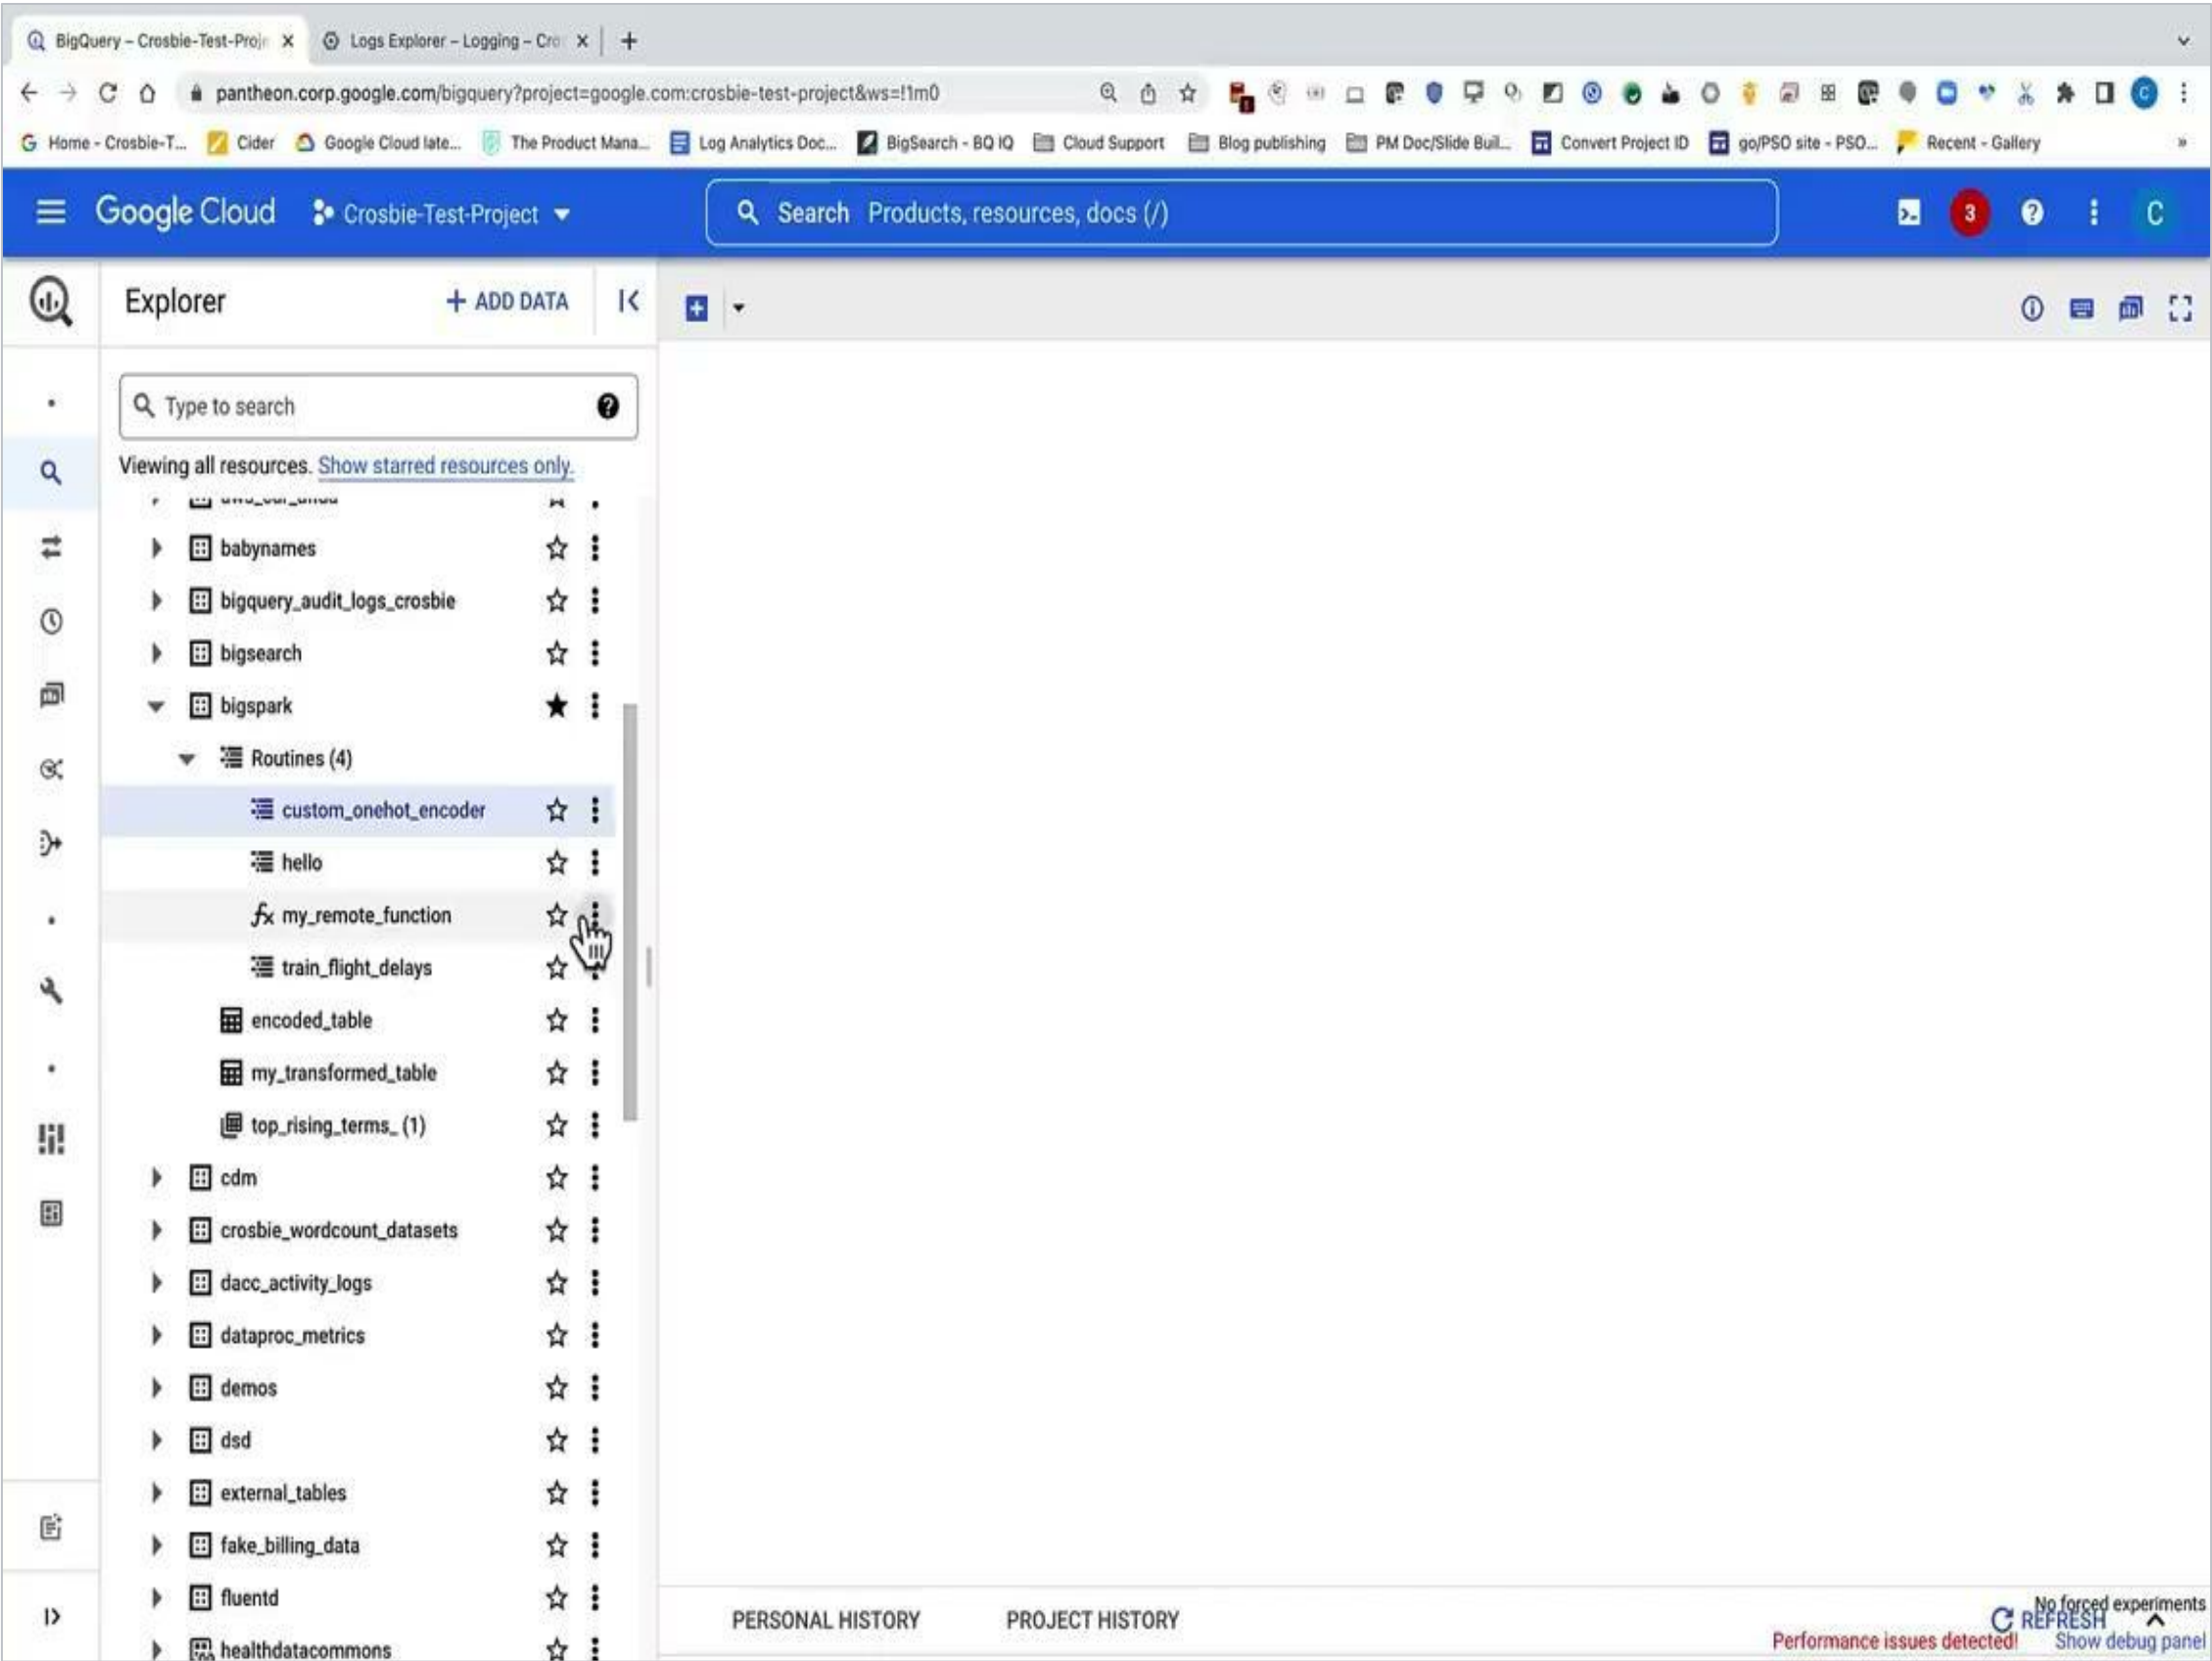 BigQuery – Crosbie-Test-Proje
Logs Explorer – Logging – Cro
pantheon.corp.google.com/bigquery?project=google.com:crosbie-test-project&ws=!1m0
Home - Crosbie-T...
Cider
Google Cloud late...
The Product Mana...
Log Analytics Doc...
BigSearch - BQ IQ
Cloud Support
Blog publishing
PM Doc/Slide Buil...
Convert Project ID
go/PSO site - PSO...
Recent - Gallery
Google Cloud
Crosbie-Test-Project
Search Products, resources, docs (/)
3
C
Explorer
+ ADD DATA
Type to search
Viewing all resources. Show starred resources only.
babynames
bigquery_audit_logs_crosbie
bigsearch
bigspark
Routines (4)
custom_onehot_encoder
hello
fx my_remote_function
train_flight_delays
encoded_table
my_transformed_table
top_rising_terms_ (1)
cdm
crosbie_wordcount_datasets
dacc_activity_logs
dataproc_metrics
demos
dsd
external_tables
fake_billing_data
fluentd
healthdatacommons
PERSONAL HISTORY
PROJECT HISTORY
No forced experiments
REFRESH
Performance issues detected!
Show debug panel